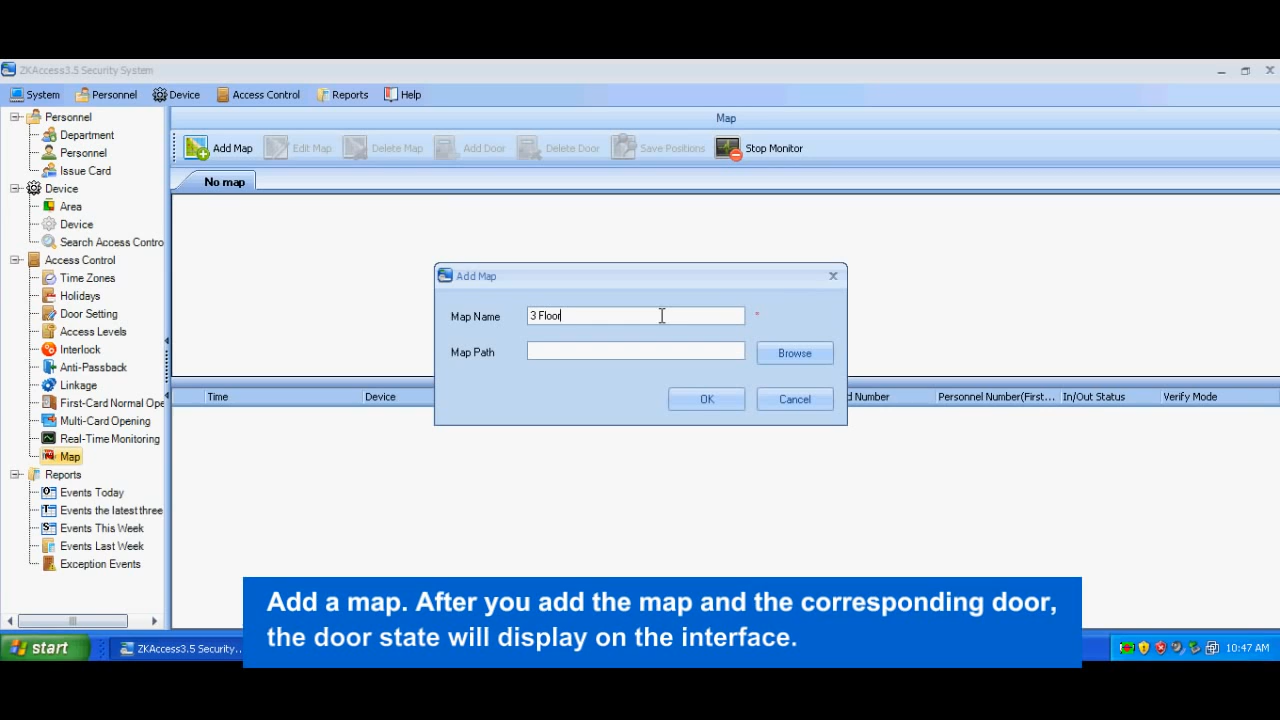 ZKAccess3.5 Security System
System Personnel Device Access Control Reports Help
Personnel
Department
Personnel
Issue Card
Device
Area
Device
Search Access Contro
Access Control
Time Zones
Holidays
Door Setting
Access Levels
Interlock
Anti-Passback
Linkage
First-Card Normal Ope
Multi-Card Opening
Real-Time Monitoring
Map
Reports
Events Today
Events the latest three
Events This Week
Events Last Week
Exception Events
Map
Add Map Edit Map Delete Map Add Door Delete Door Save Positions Stop Monitor
No map
Add Map
Map Name 3 Floor *
Map Path Browse
OK Cancel
Time Device d Number Personnel Number(First... In/Out Status Verify Mode
Add a map. After you add the map and the corresponding door,
the door state will display on the interface.
start ZKAccess3.5 Security... 10:47 AM